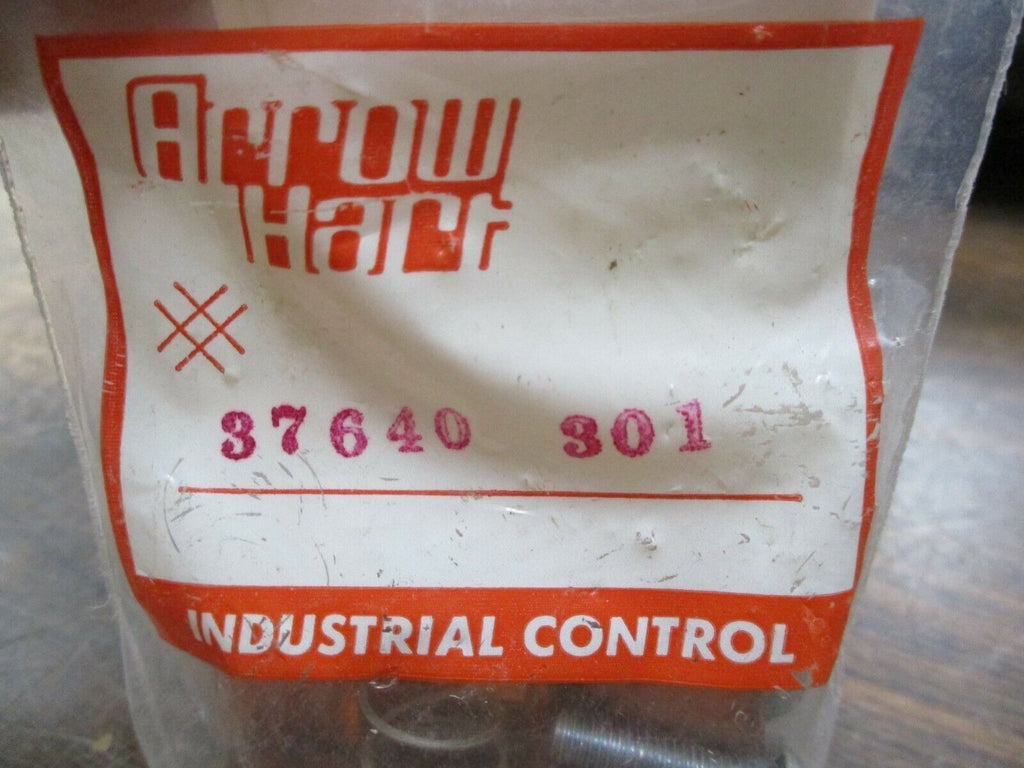 Arrow
Hart
37640 301
INDUSTRIAL CONTROL